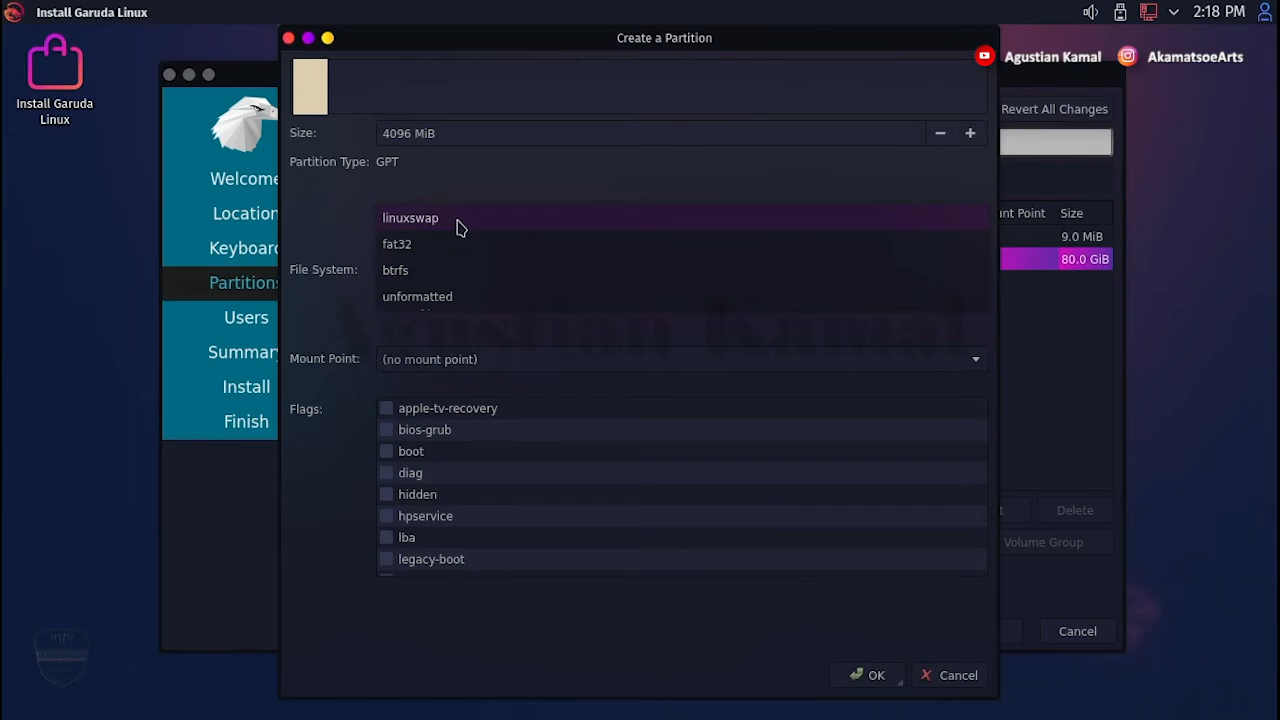 Install Garuda Linux
2:18 PM
Install Garuda
Linux
Create a Partition
Agustian Kamal
AkamatsoeArts
Revert All Changes
Size:
4096 MiB
Partition Type:
GPT
File System:
linuxswap
fat32
btrfs
unformatted
Agustian Kamal
Mount Point:
(no mount point)
Flags:
apple-tv-recovery
bios-grub
boot
diag
hidden
hpservice
lba
legacy-boot
OK
Cancel
Welcome
Location
Keyboard
Partitions
Users
Summary
Install
Finish
unt Point
Size
9.0 MiB
80.0 GiB
t
Delete
Volume Group
Cancel